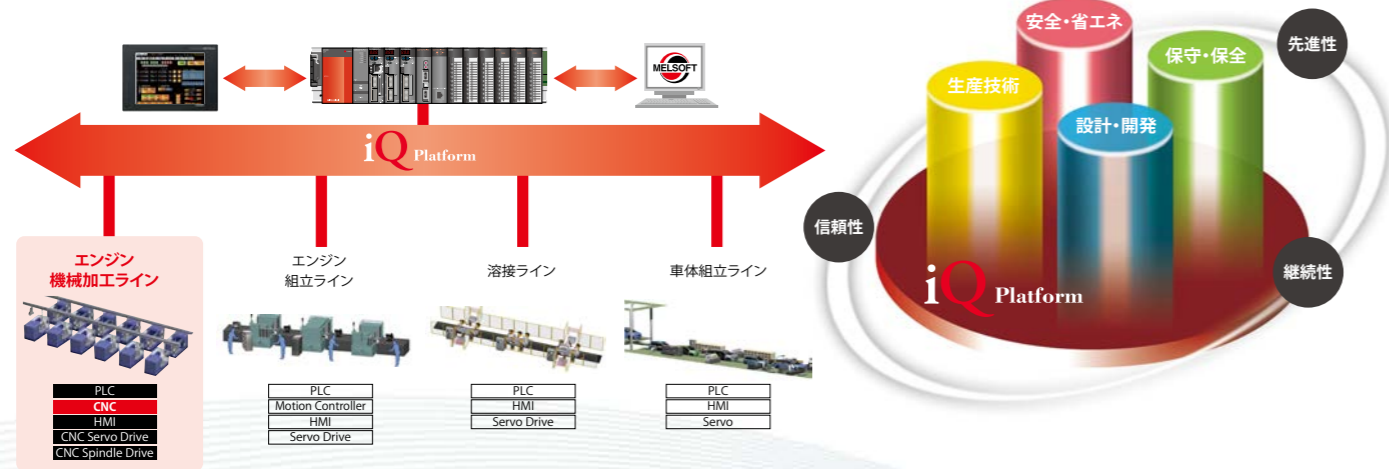 MELSOFT
iQ Platform
エンジン
機械加工ライン
PLC
CNC
HMI
CNC Servo Drive
CNC Spindle Drive
エンジン
組立ライン
PLC
Motion Controller
HMI
Servo Drive
溶接ライン
PLC
HMI
Servo Drive
車体組立ライン
PLC
HMI
Servo
安全・省エネ
先進性
保守・保全
生産技術
設計・開発
信頼性
継続性
iQ Platform